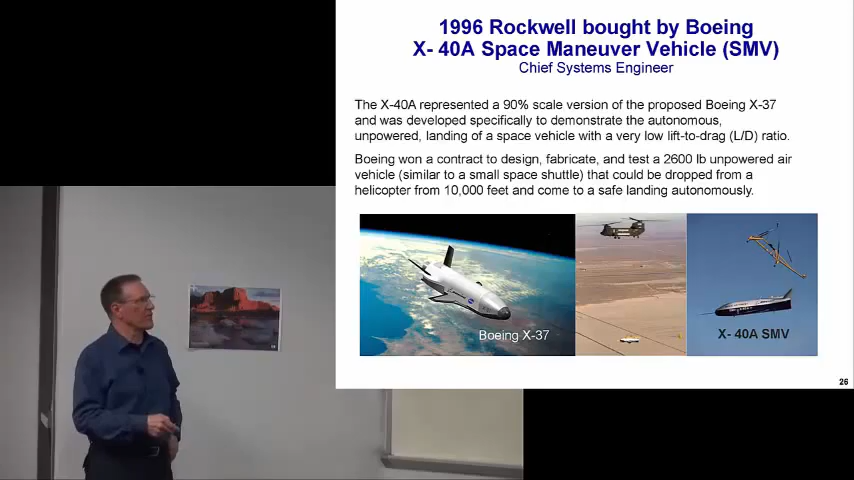 1996 Rockwell bought by Boeing
X- 40A Space Maneuver Vehicle (SMV)
Chief Systems Engineer
The X-40A represented a 90% scale version of the proposed Boeing X-37
and was developed specifically to demonstrate the autonomous,
unpowered, landing of a space vehicle with a very low lift-to-drag (L/D) ratio.
Boeing won a contract to design, fabricate, and test a 2600 lb unpowered air
vehicle (similar to a small space shuttle) that could be dropped from a
helicopter from 10,000 feet and come to a safe landing autonomously.
Boeing X-37
X- 40A SMV
26